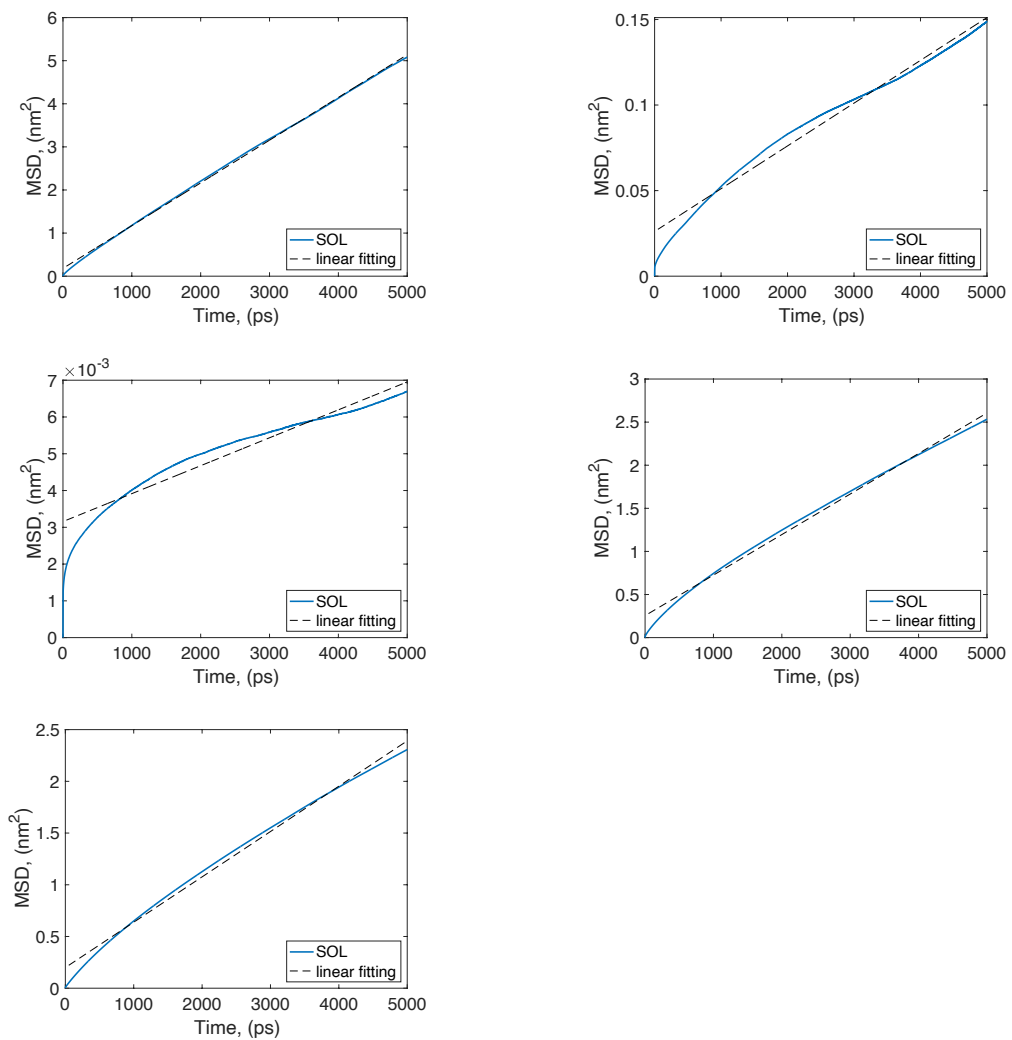 6
5
4
3
2
1
0
MSD, (nm²)
0 1000 2000 3000 4000 5000
Time, (ps)
SOL
linear fitting
0.15
0.1
0.05
0
MSD, (nm²)
0 1000 2000 3000 4000 5000
Time, (ps)
SOL
linear fitting
×10⁻³
7
6
5
4
3
2
1
0
MSD, (nm²)
0 1000 2000 3000 4000 5000
Time, (ps)
SOL
linear fitting
3
2.5
2
1.5
1
0.5
0
MSD, (nm²)
0 1000 2000 3000 4000 5000
Time, (ps)
SOL
linear fitting
2.5
2
1.5
1
0.5
0
MSD, (nm²)
0 1000 2000 3000 4000 5000
Time, (ps)
SOL
linear fitting